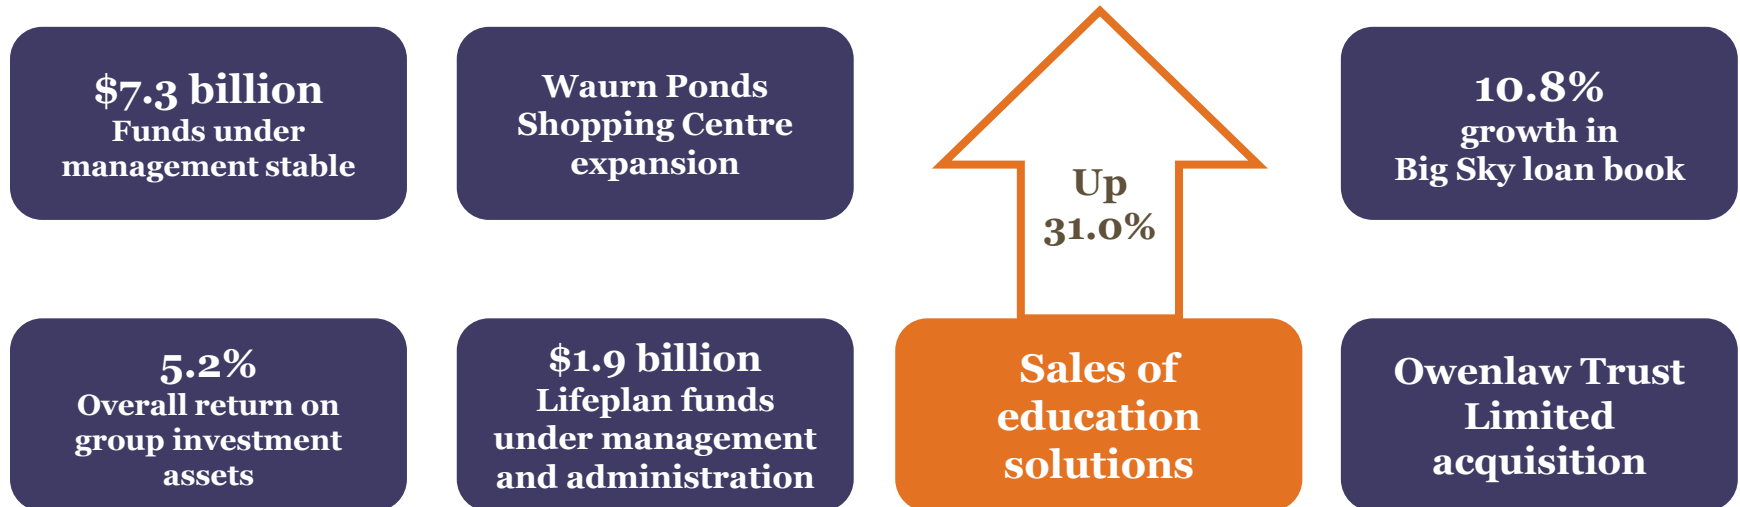 $7.3 billion
Funds under
management stable
Waurn Ponds
Shopping Centre
expansion
Up
31.0%
10.8%
growth in
Big Sky loan book
5.2%
Overall return on
group investment
assets
$1.9 billion
Lifeplan funds
under management
and administration
Sales of
education
solutions
Owenlaw Trust
Limited
acquisition